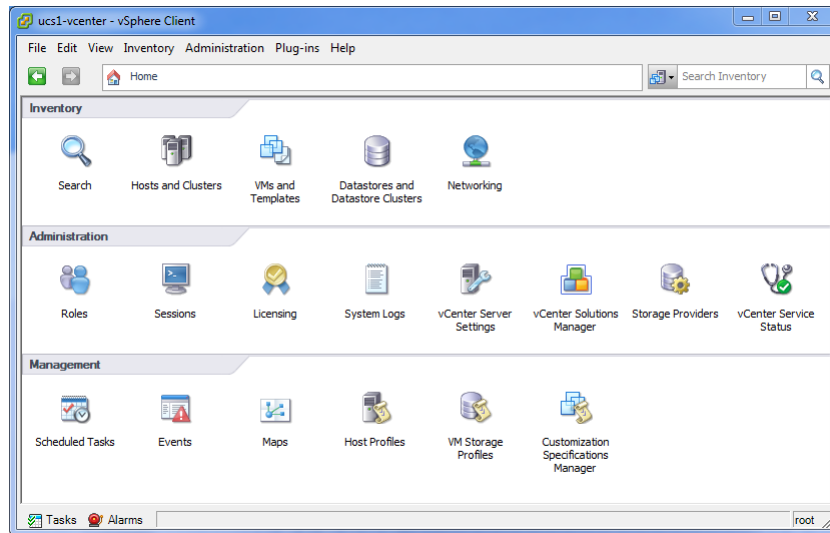 ucs1-vcenter - vSphere Client
File Edit View Inventory Administration Plug-ins Help
Home
Search Inventory
Inventory
Search
Hosts and Clusters
VMs and
Templates
Datastores and
Datastore Clusters
Networking
Administration
Roles
Sessions
Licensing
System Logs
vCenter Server
Settings
vCenter Solutions
Manager
Storage Providers
vCenter Service
Status
Management
Scheduled Tasks
Events
Maps
Host Profiles
VM Storage
Profiles
Customization
Specifications
Manager
Tasks
Alarms
root